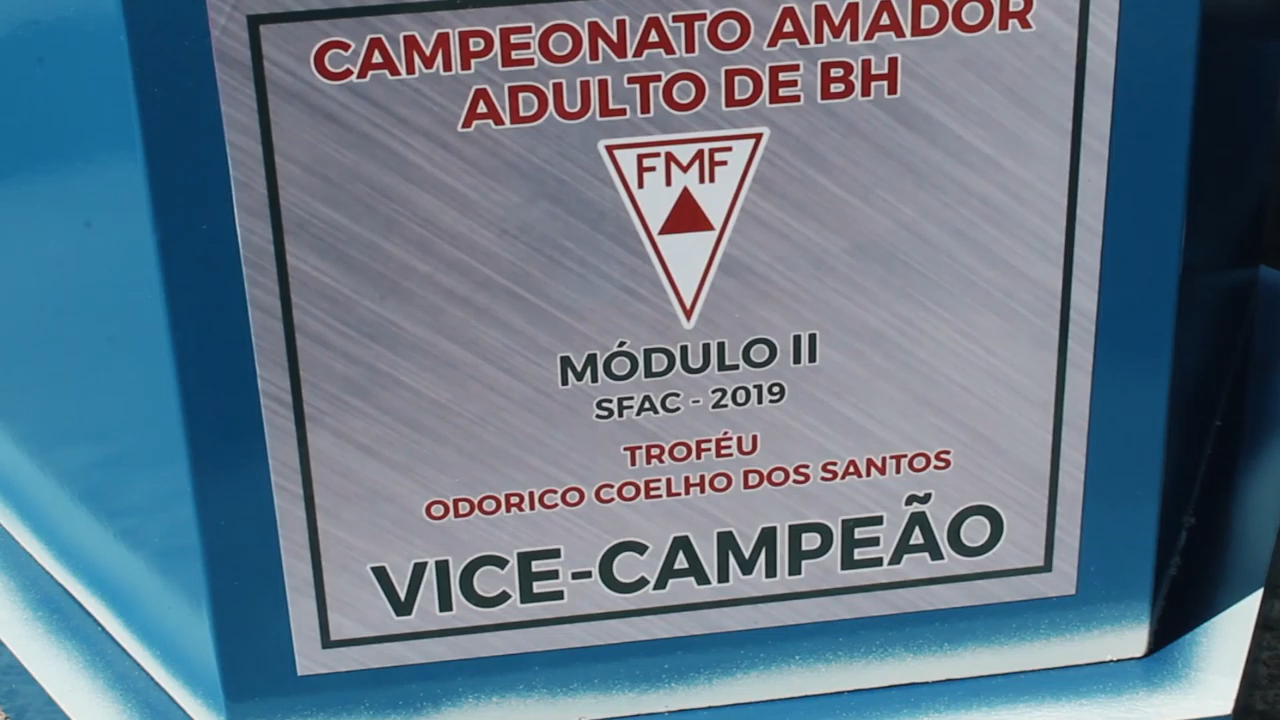 CAMPEONATO AMADOR
ADULTO DE BH
FMF
MÓDULO II
SFAC - 2019
TROFÉU
ODORICO COELHO DOS SANTOS
VICE-CAMPEÃO